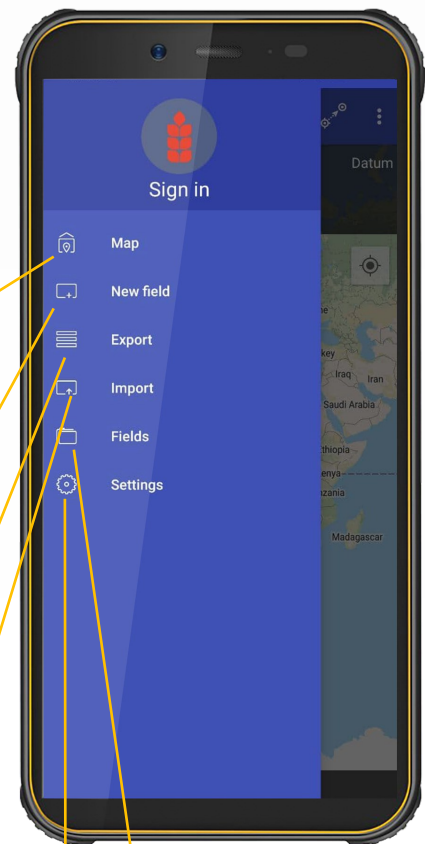 Sign in
Datum
Map
New field
Export
Import
Fields
Settings
Iraq
Iran
Saudi Arabia
Madagascar